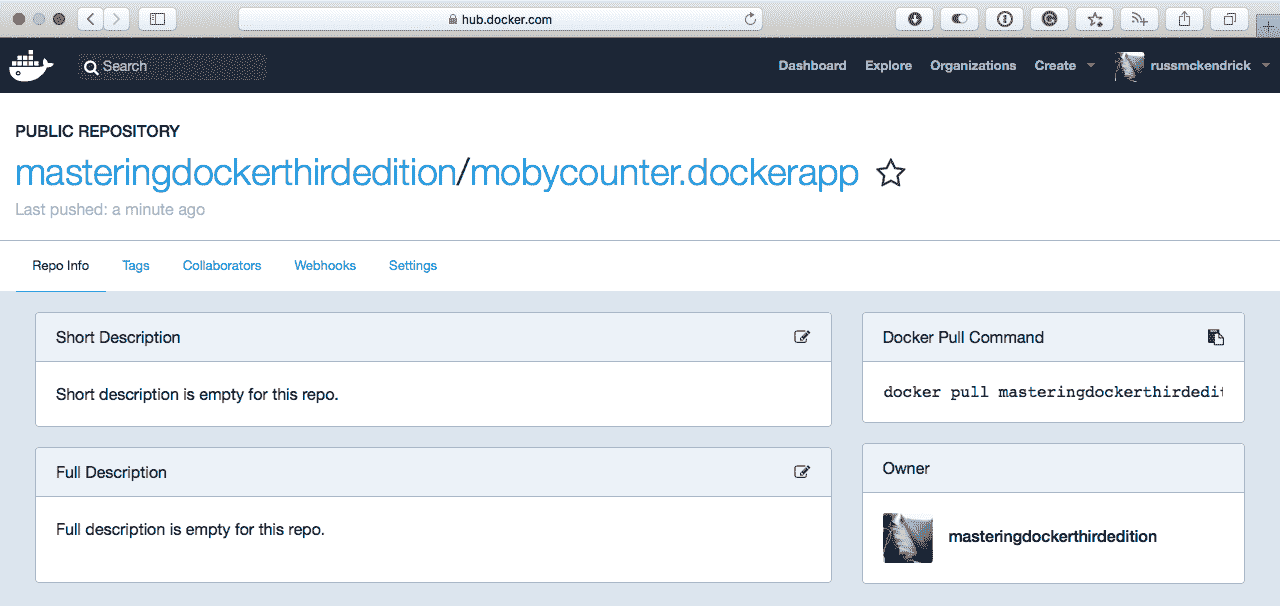 hub.docker.com
Search
Dashboard Explore Organizations Create russmckendrick
PUBLIC REPOSITORY
masteringdockerthirdedition/mobycounter.dockerapp
Last pushed: a minute ago
Repo Info Tags Collaborators Webhooks Settings
Short Description
Short description is empty for this repo.
Docker Pull Command
docker pull masteringdockerthirdedit
Full Description
Full description is empty for this repo.
Owner
masteringdockerthirdedition